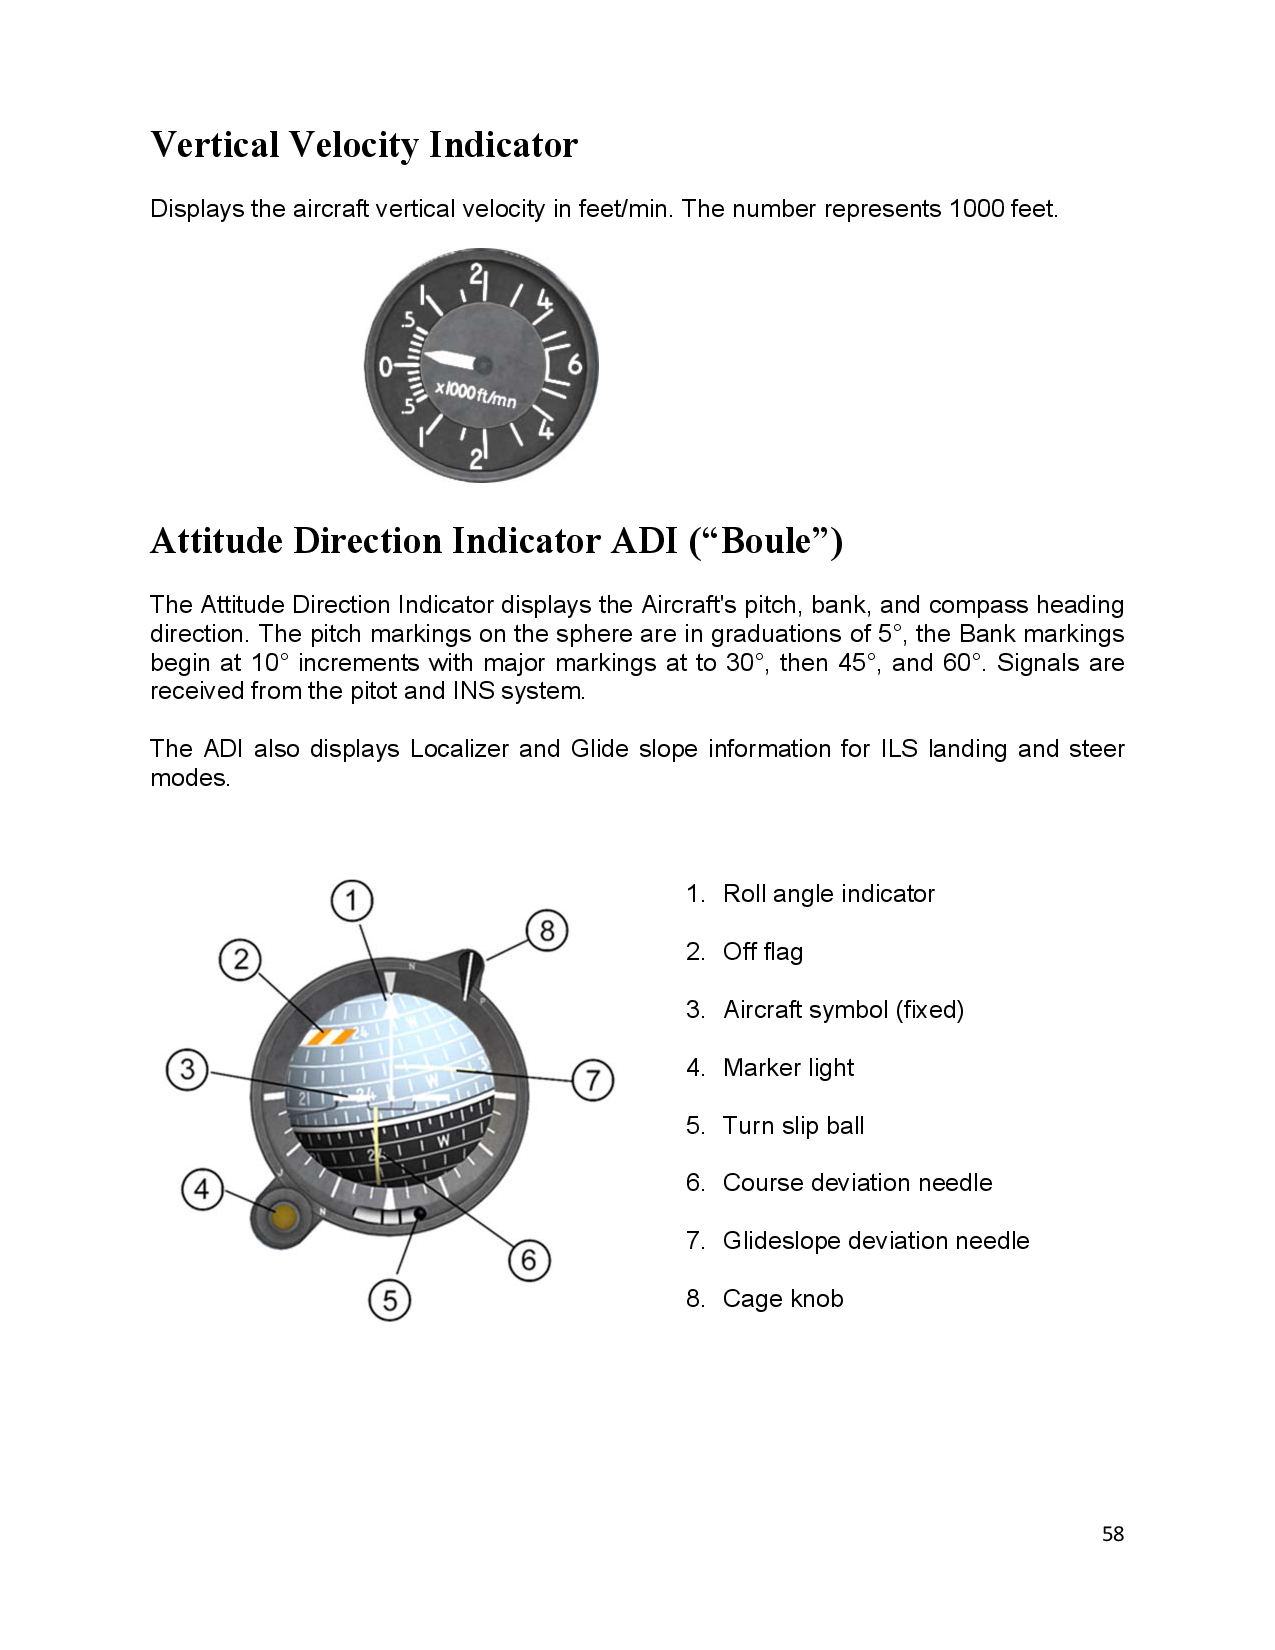 Vertical Velocity Indicator
Displays the aircraft vertical velocity in feet/min. The number represents 1000 feet.
2
1
4
.5
0
6
x1000ft/mn
.5
1
4
2
Attitude Direction Indicator ADI (“Boule”)
The Attitude Direction Indicator displays the Aircraft's pitch, bank, and compass heading
direction. The pitch markings on the sphere are in graduations of 5°, the Bank markings
begin at 10° increments with major markings at to 30°, then 45°, and 60°. Signals are
received from the pitot and INS system.
The ADI also displays Localizer and Glide slope information for ILS landing and steer
modes.
1
8
2
N
P
24
W
3
3
7
W
21
24
W
24
4
J
N
6
5
1. Roll angle indicator
2. Off flag
3. Aircraft symbol (fixed)
4. Marker light
5. Turn slip ball
6. Course deviation needle
7. Glideslope deviation needle
8. Cage knob
58